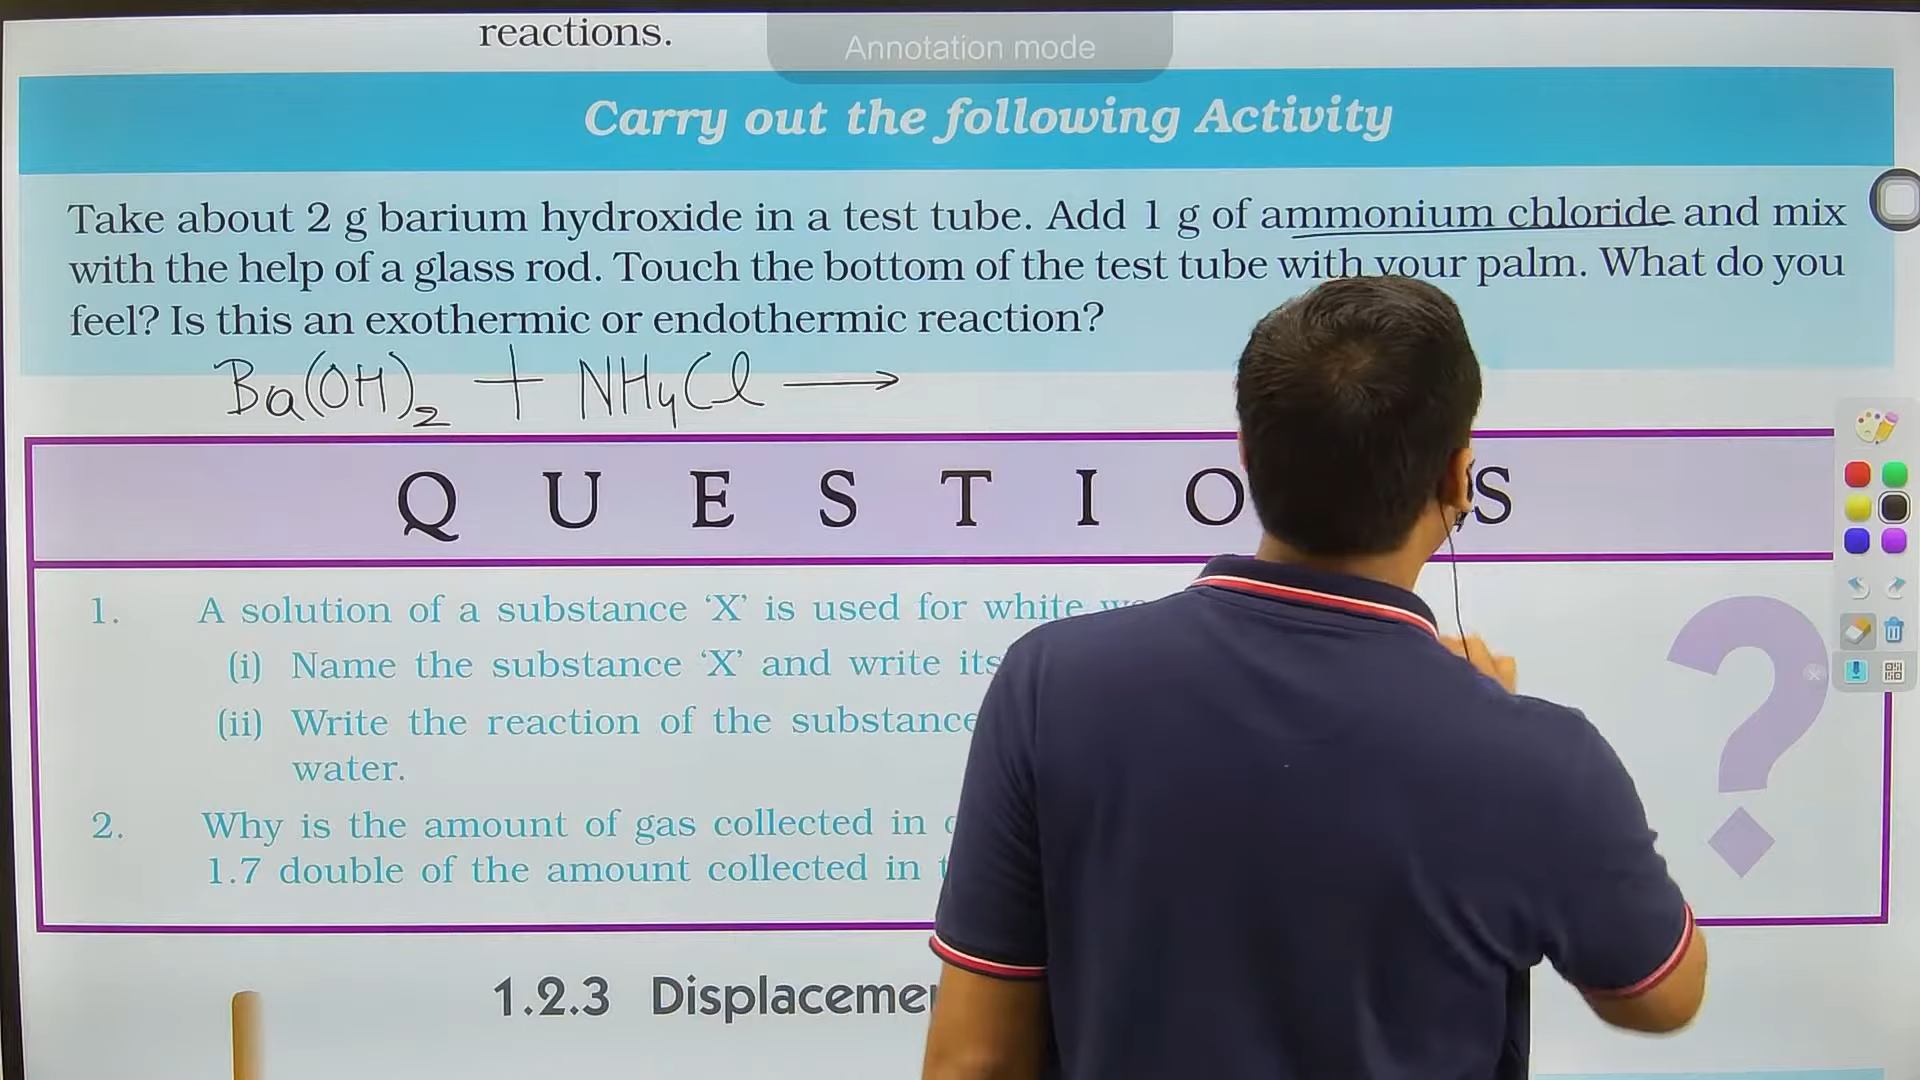 reactions.
Annotation mode
Carry out the following Activity
Take about 2 g barium hydroxide in a test tube. Add 1 g of ammonium chloride and mix
with the help of a glass rod. Touch the bottom of the test tube with your palm. What do you
feel? Is this an exothermic or endothermic reaction?
Ba(OH)₂ + NH₄Cl →
Q U E S T I O S
1. A solution of a substance ‘X’ is used for white
(i) Name the substance ‘X’ and write its
(ii) Write the reaction of the substance
water.
2. Why is the amount of gas collected in
1.7 double of the amount collected in
1.2.3 Displaceme